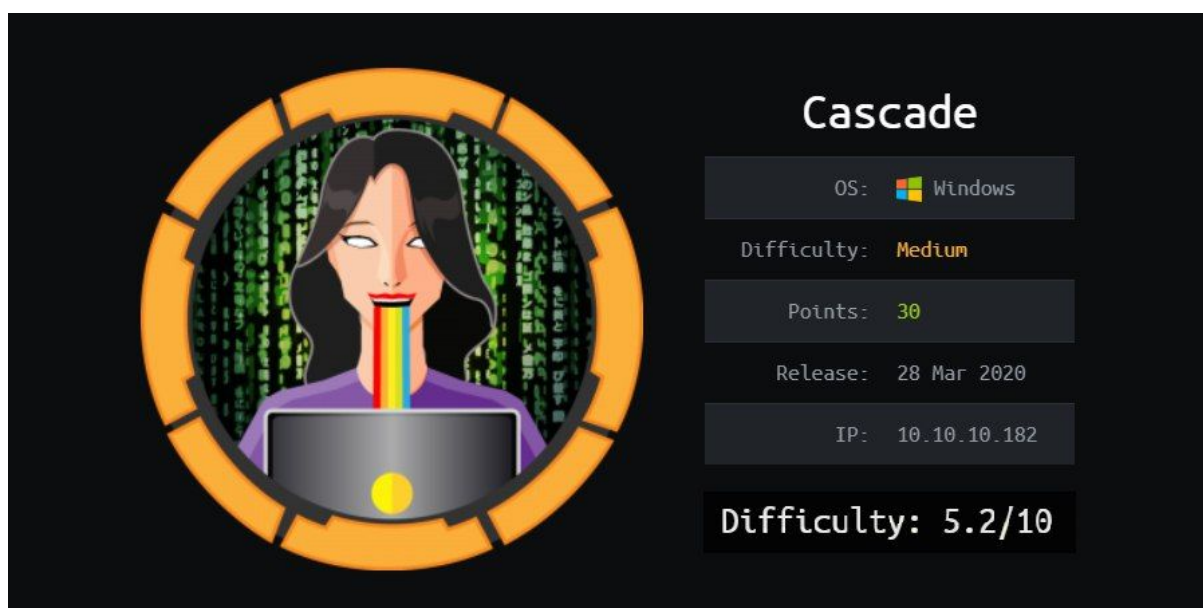 Cascade
OS: Windows
Difficulty: Medium
Points: 30
Release: 28 Mar 2020
IP: 10.10.10.182
Difficulty: 5.2/10